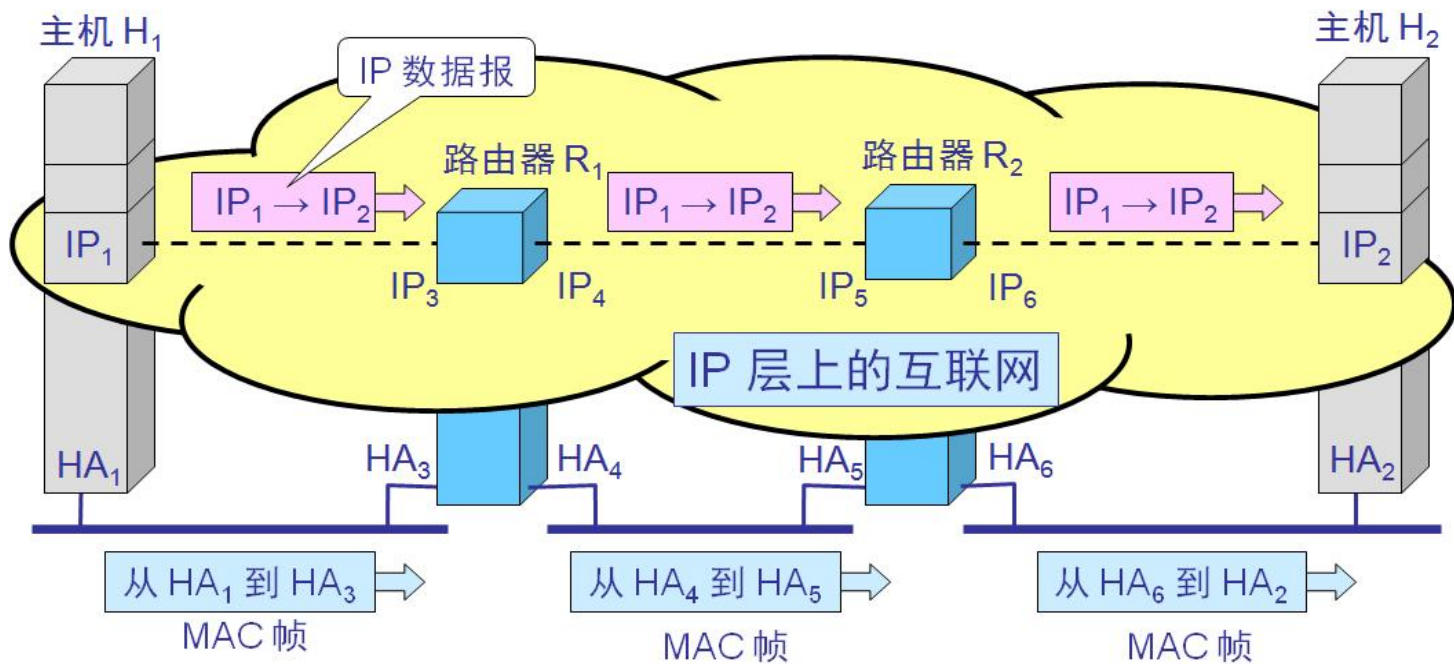 主机 H₁
主机 H₂
IP 数据报
路由器 R₁
路由器 R₂
IP₁ → IP₂
IP₁ → IP₂
IP₁ → IP₂
IP₁
IP₂
IP₃
IP₄
IP₅
IP₆
IP 层上的互联网
HA₁
HA₃
HA₄
HA₅
HA₆
HA₂
从 HA₁ 到 HA₃
从 HA₄ 到 HA₅
从 HA₆ 到 HA₂
MAC 帧
MAC 帧
MAC 帧